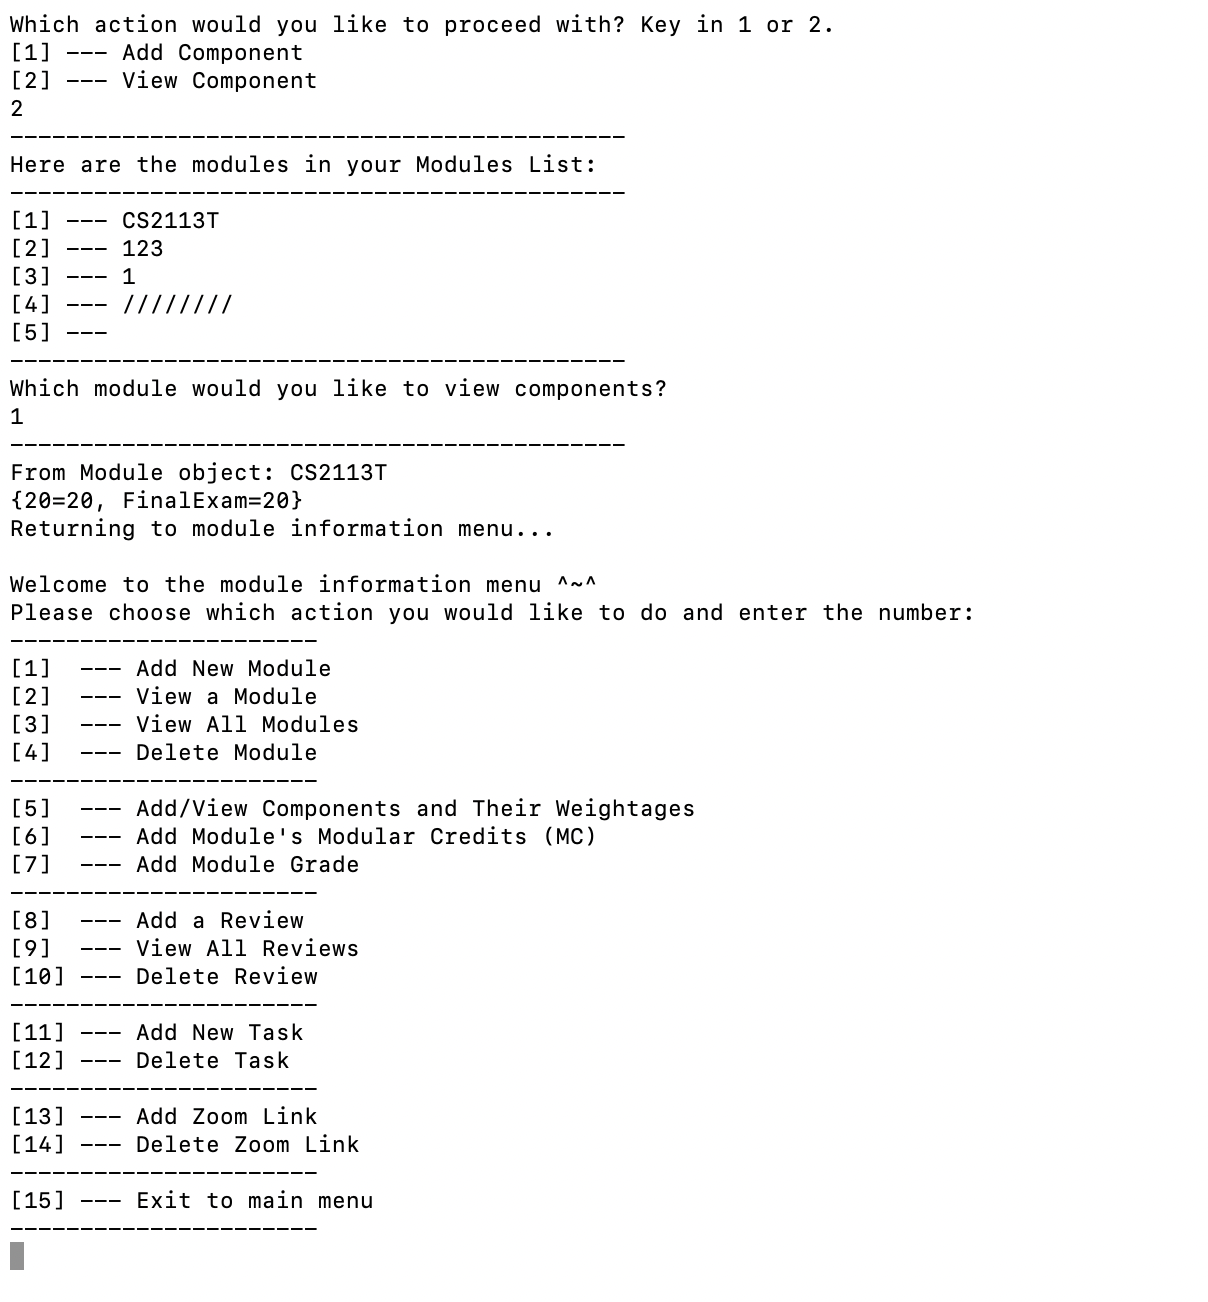 Which action would you like to proceed with? Key in 1 or 2.
[1] --- Add Component
[2] --- View Component
2
--------------------------------------------
Here are the modules in your Modules List:
--------------------------------------------
[1] --- CS2113T
[2] --- 123
[3] --- 1
[4] --- ////////
[5] ---
--------------------------------------------
Which module would you like to view components?
1
--------------------------------------------
From Module object: CS2113T
{20=20, FinalExam=20}
Returning to module information menu...

Welcome to the module information menu ^~^
Please choose which action you would like to do and enter the number:
----------------------
[1]  --- Add New Module
[2]  --- View a Module
[3]  --- View All Modules
[4]  --- Delete Module
----------------------
[5]  --- Add/View Components and Their Weightages
[6]  --- Add Module's Modular Credits (MC)
[7]  --- Add Module Grade
----------------------
[8]  --- Add a Review
[9]  --- View All Reviews
[10] --- Delete Review
----------------------
[11] --- Add New Task
[12] --- Delete Task
----------------------
[13] --- Add Zoom Link
[14] --- Delete Zoom Link
----------------------
[15] --- Exit to main menu
----------------------